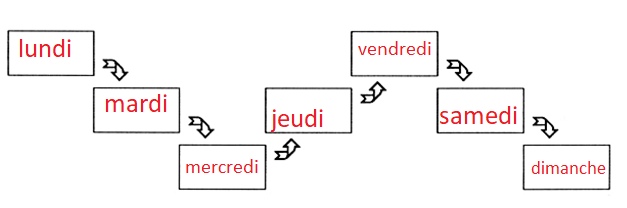 lundi
mardi
mercredi
jeudi
vendredi
samedi
dimanche